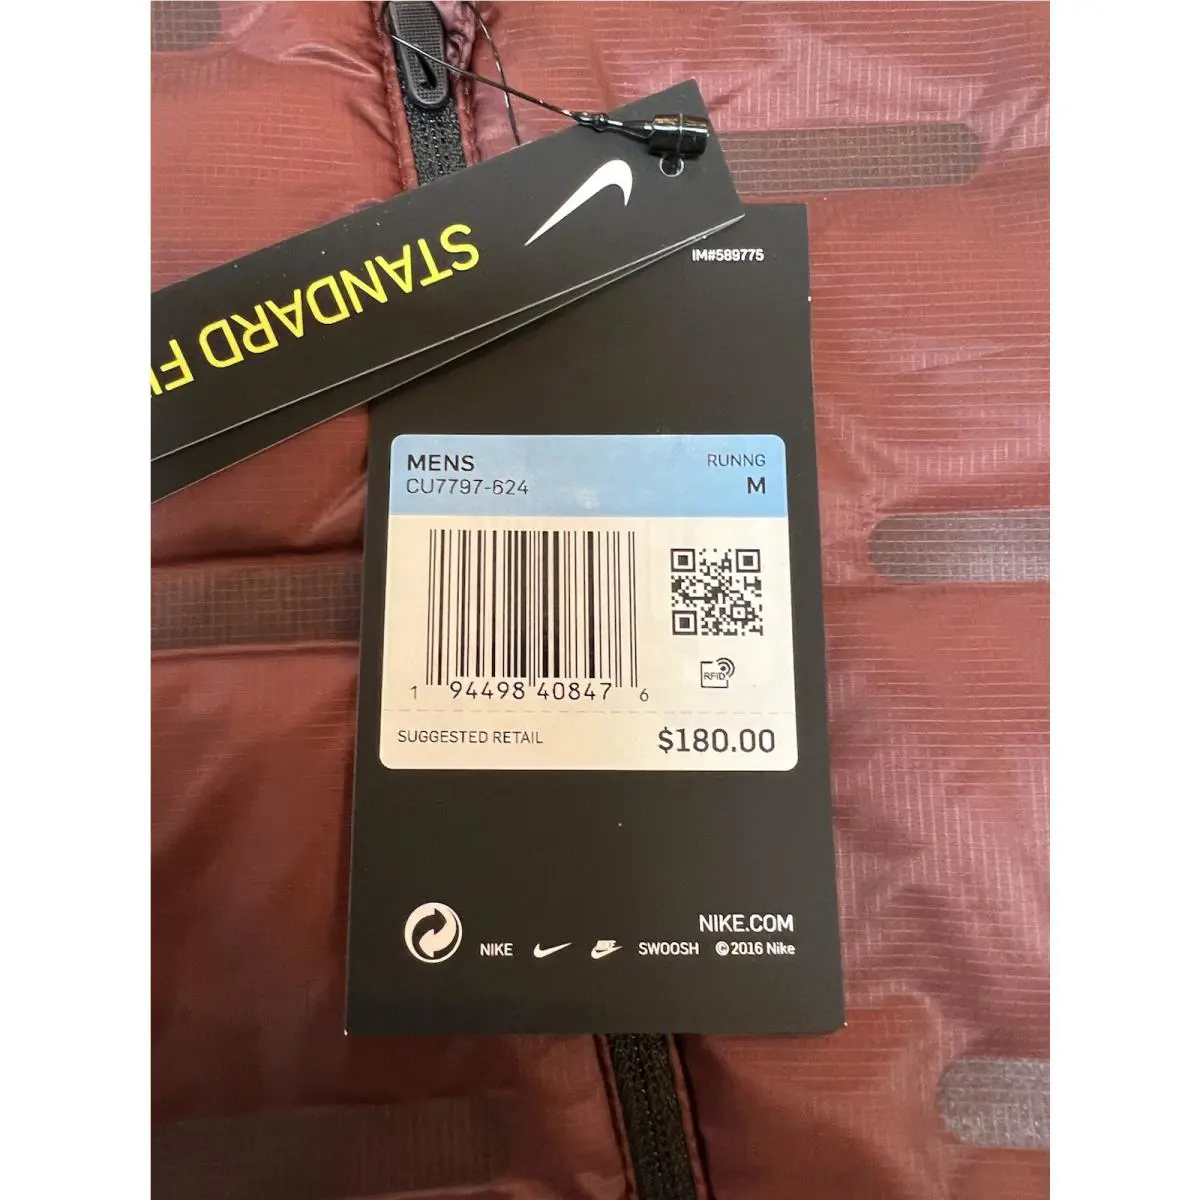 STANDARD FI
IM#589775
MENS
RUNNG
CU7797-624
M
1 94498 40847 6
RFID
SUGGESTED RETAIL
$180.00
NIKE.COM
NIKE NIKE SWOOSH ©2016 Nike